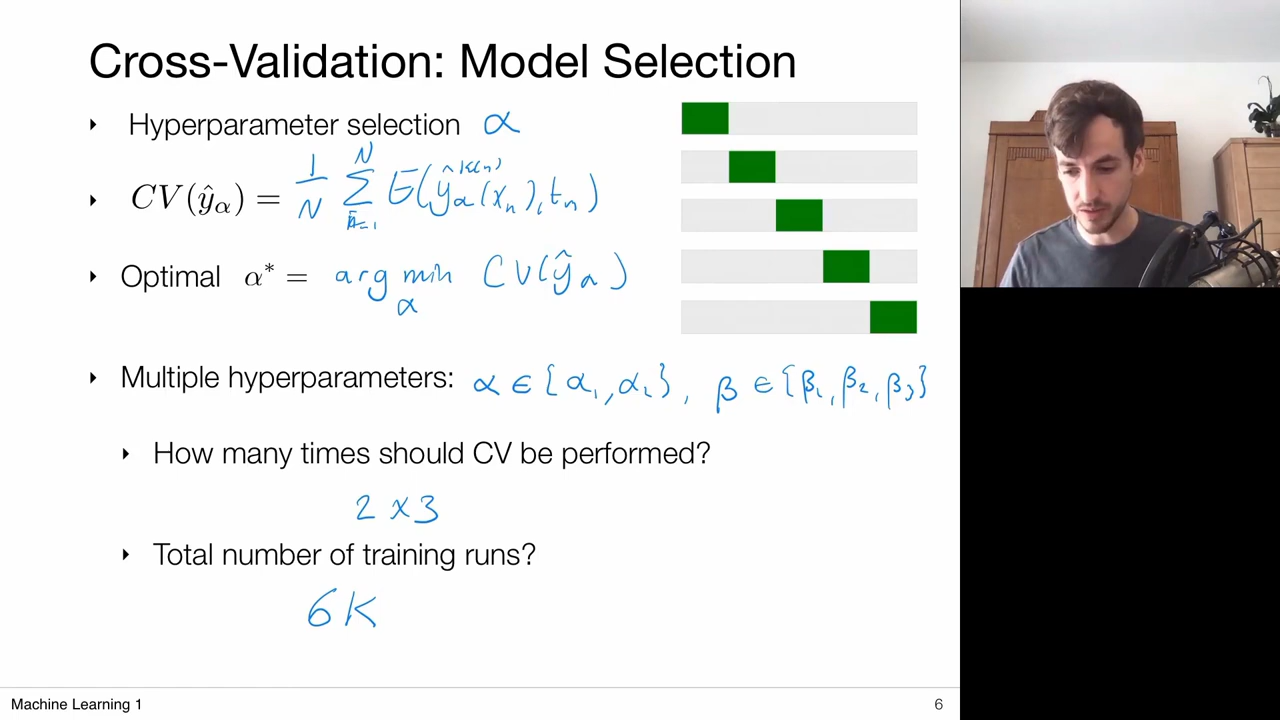 Cross-Validation: Model Selection
‣ Hyperparameter selection α
‣ CV(ŷ_α) = 1/N ∑_{n=1}^{N} E(ŷ_α^{k(n)}(x_n), t_n)
‣ Optimal α* = arg min_α CV(ŷ_α)
‣ Multiple hyperparameters: α ∈ {α₁, α₂}, β ∈ {β₁, β₂, β₃}
‣ How many times should CV be performed?
2 x 3
‣ Total number of training runs?
6 K
Machine Learning 1
6